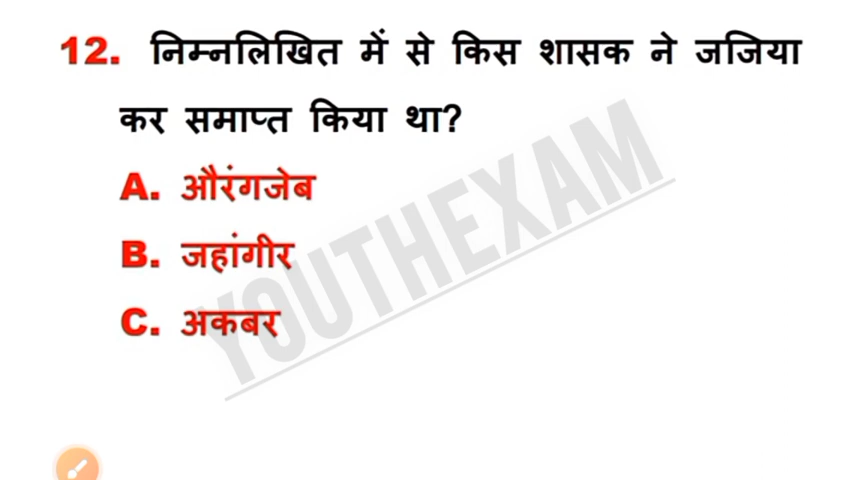 12. निम्नलिखित में से किस शासक ने जजिया
कर समाप्त किया था?
A. औरंगजेब
B. जहांगीर
C. अकबर
YOUTHEXAM